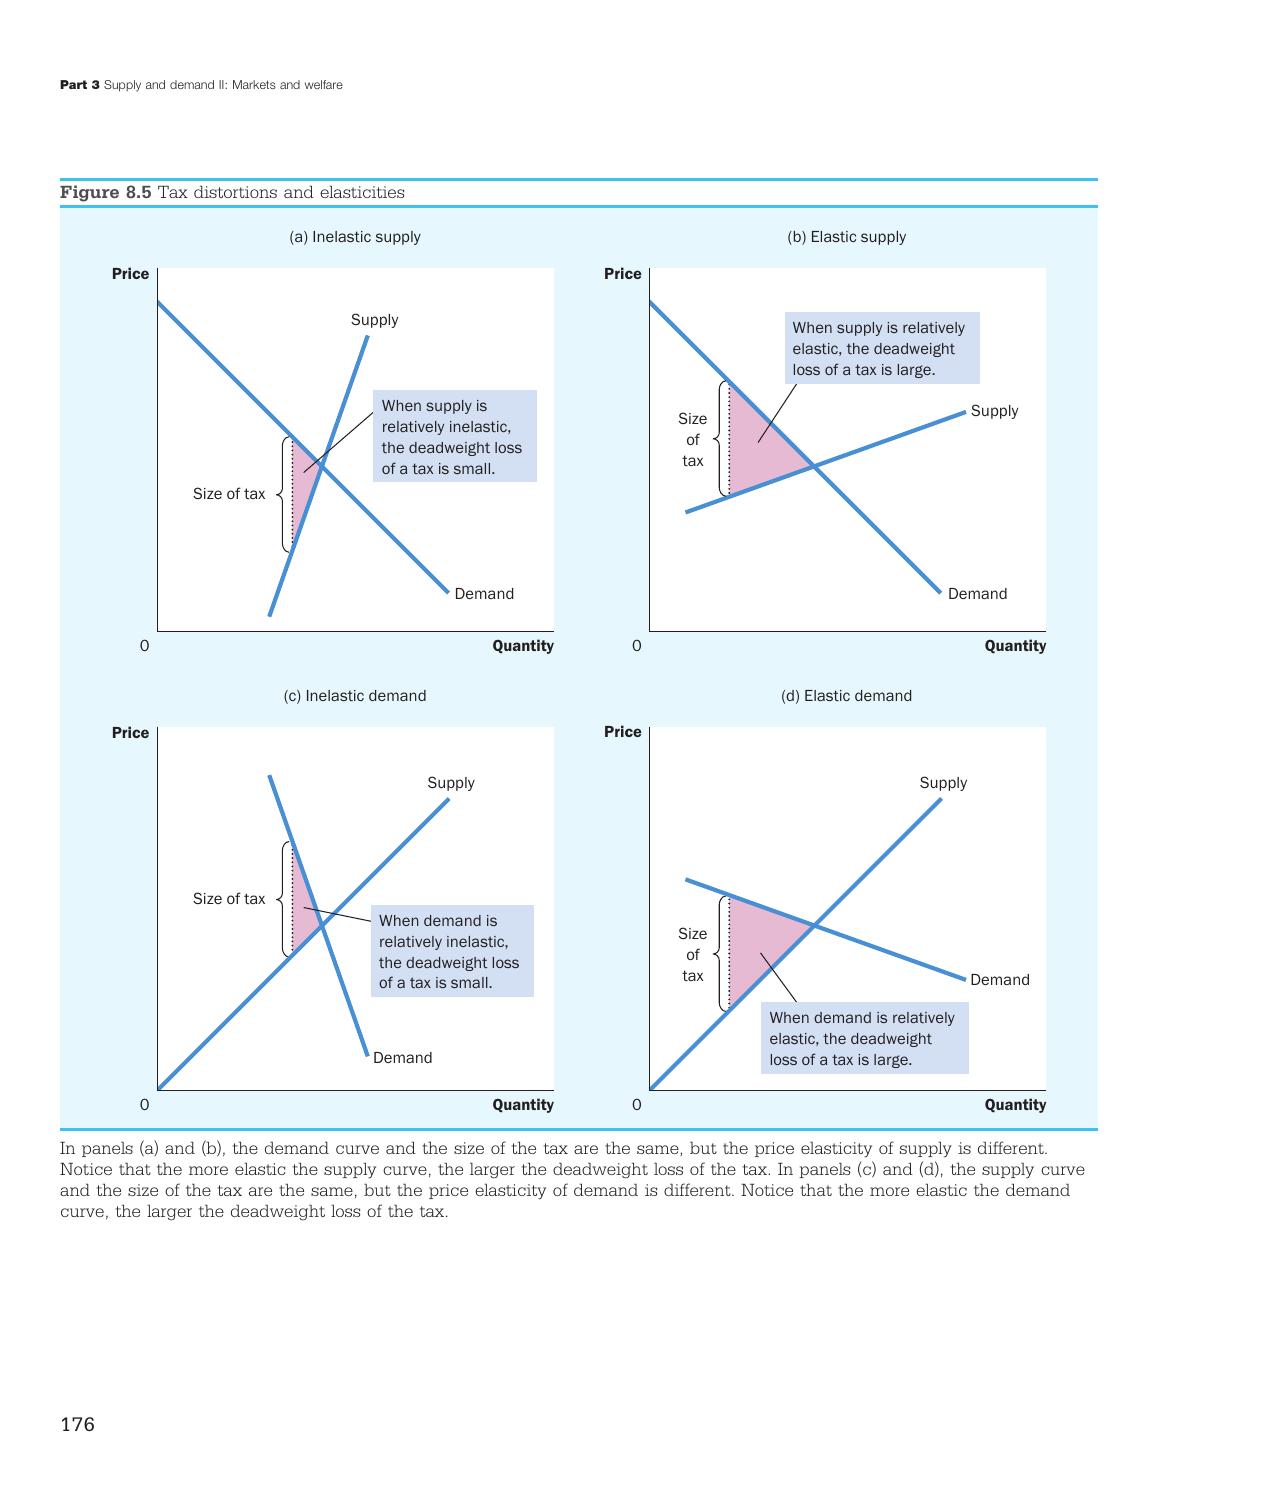 Part 3 Supply and demand II: Markets and welfare
Figure 8.5 Tax distortions and elasticities
(a) Inelastic supply
Price
Supply
When supply is
relatively inelastic,
the deadweight loss
of a tax is small.
Size of tax
Demand
0
Quantity
(b) Elastic supply
Price
When supply is relatively
elastic, the deadweight
loss of a tax is large.
Size
of
tax
Supply
Demand
0
Quantity
(c) Inelastic demand
Price
Supply
Size of tax
When demand is
relatively inelastic,
the deadweight loss
of a tax is small.
Demand
0
Quantity
(d) Elastic demand
Price
Supply
Size
of
tax
Demand
When demand is relatively
elastic, the deadweight
loss of a tax is large.
0
Quantity
In panels (a) and (b), the demand curve and the size of the tax are the same, but the price elasticity of supply is different.
Notice that the more elastic the supply curve, the larger the deadweight loss of the tax. In panels (c) and (d), the supply curve
and the size of the tax are the same, but the price elasticity of demand is different. Notice that the more elastic the demand
curve, the larger the deadweight loss of the tax.
176